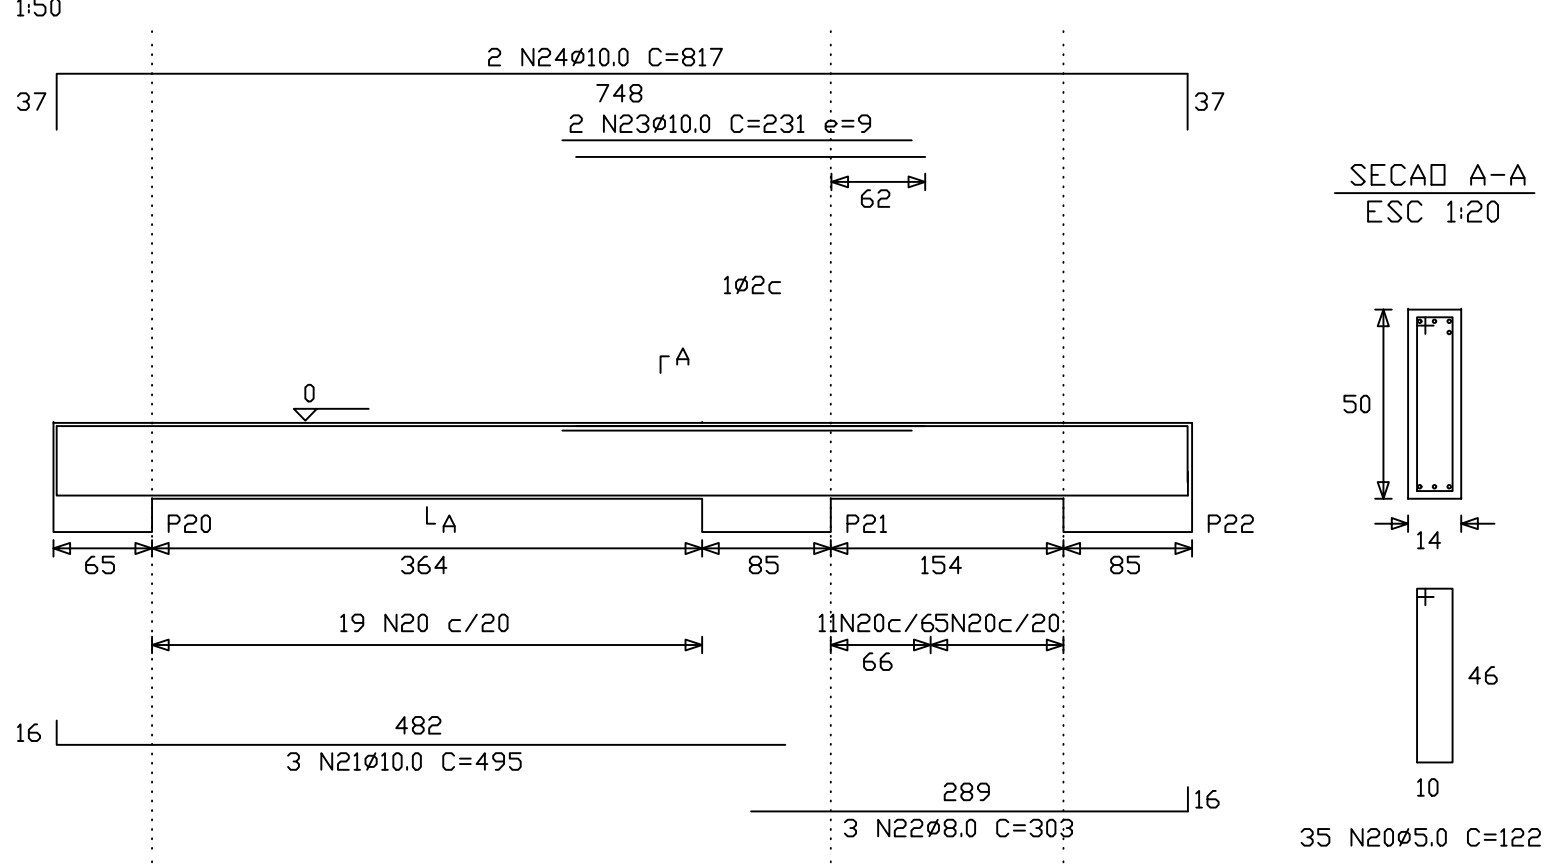 1:50
2 N24ø10.0 C=817
37
748
37
2 N23ø10.0 C=231 e=9
62
SECAO A-A
ESC 1:20
1ø2c
A
0
50
P20
A
P21
P22
14
65
364
85
154
85
19 N20 c/20
11N20c/6
5N20c/20
66
46
16
482
3 N21ø10.0 C=495
10
289
16
3 N22ø8.0 C=303
35 N20ø5.0 C=122